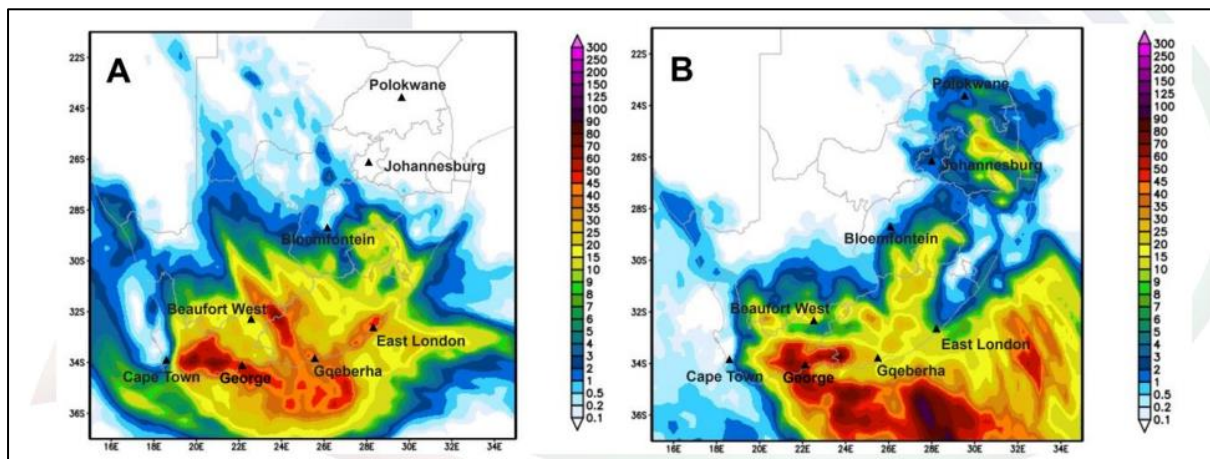 A
22S
24S
26S
28S
30S
32S
34S
36S
16E
18E
20E
22E
24E
26E
28E
30E
32E
34E
Polokwane
Johannesburg
Bloemfontein
Beaufort West
East London
Cape Town
George
Gqeberha
300
250
200
150
125
100
90
80
70
60
50
45
40
35
30
25
20
15
10
9
8
7
6
5
4
3
2
1
0.5
0.2
0.1
B
22S
24S
26S
28S
30S
32S
34S
36S
16E
18E
20E
22E
24E
26E
28E
30E
32E
34E
Polokwane
Johannesburg
Bloemfontein
Beaufort West
East London
Cape Town
George
Gqeberha
300
250
200
150
125
100
90
80
70
60
50
45
40
35
30
25
20
15
10
9
8
7
6
5
4
3
2
1
0.5
0.2
0.1